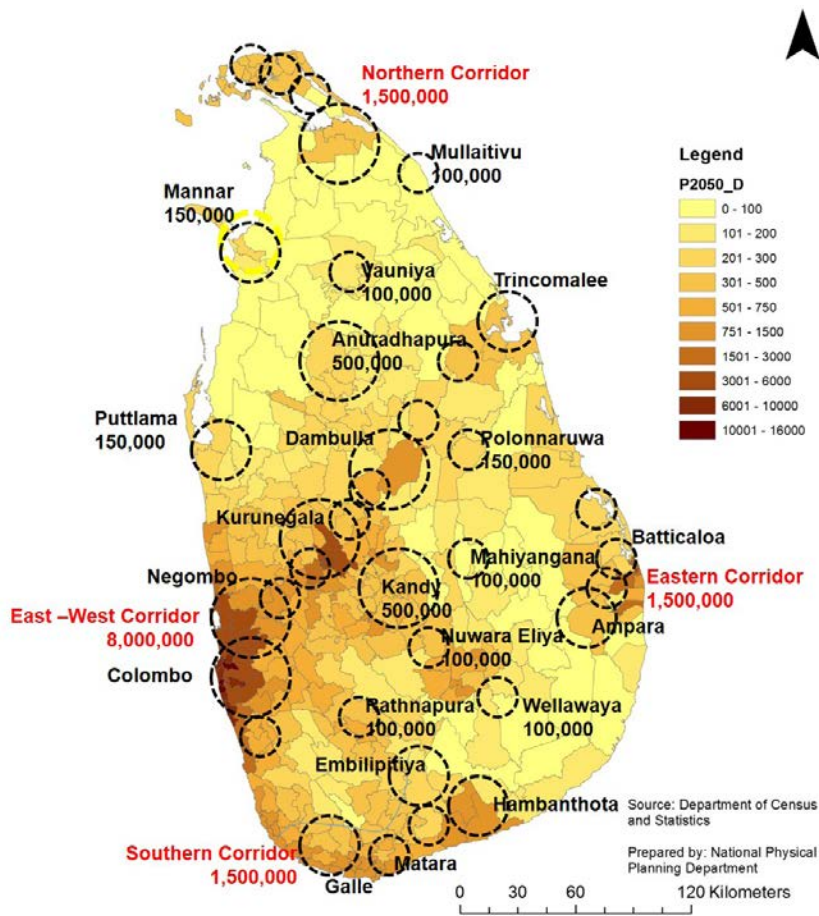 Northern Corridor
1,500,000
Mullaitivu
100,000
Mannar
150,000
Vauniya
100,000
Trincomalee
Anuradhapura
500,000
Puttlama
150,000
Dambulla
Polonnaruwa
150,000
Kurunegala
Batticaloa
Negombo
Mahiyangana
100,000
Eastern Corridor
1,500,000
Kandy
500,000
East –West Corridor
8,000,000
Ampara
Nuwara Eliya
100,000
Colombo
Rathnapura
100,000
Wellawaya
100,000
Embilipitiya
Hambanthota
Southern Corridor
1,500,000
Matara
Galle
Legend
P2050_D
0 - 100
101 - 200
201 - 300
301 - 500
501 - 750
751 - 1500
1501 - 3000
3001 - 6000
6001 - 10000
10001 - 16000
Source: Department of Census
and Statistics
Prepared by: National Physical
Planning Department
0 30 60 120 Kilometers